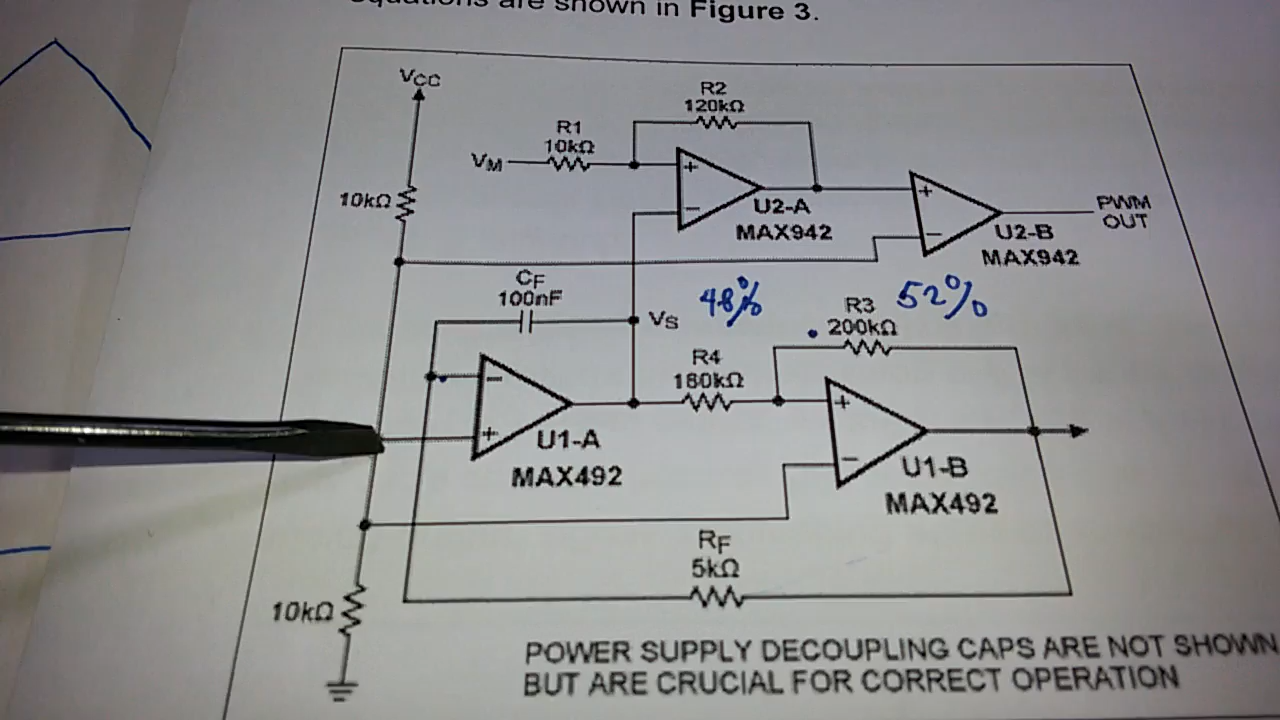 equations are shown in Figure 3.
VCC
R2
120kΩ
R1
10kΩ
VM
10kΩ
+
−
U2-A
MAX942
+
−
U2-B
MAX942
PWM
OUT
CF
100nF
VS
48%
52%
R3
200kΩ
R4
180kΩ
−
+
U1-A
MAX492
+
−
U1-B
MAX492
RF
5kΩ
10kΩ
POWER SUPPLY DECOUPLING CAPS ARE NOT SHOWN
BUT ARE CRUCIAL FOR CORRECT OPERATION